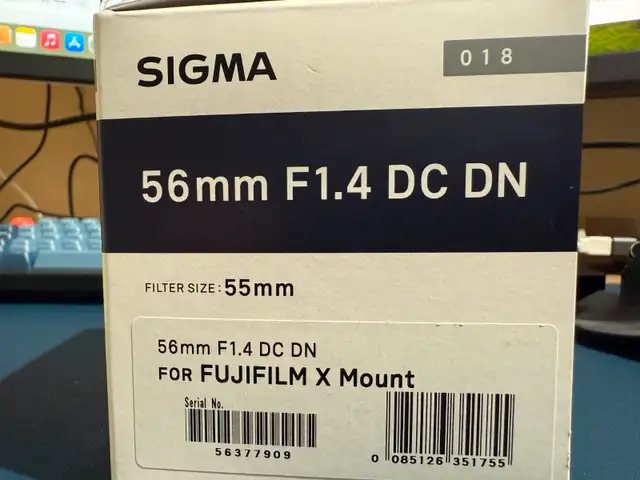 SIGMA
018
56mm F1.4 DC DN
FILTER SIZE: 55mm
56mm F1.4 DC DN
FOR FUJIFILM X Mount
Serial No.
56377909
0 085126 351755